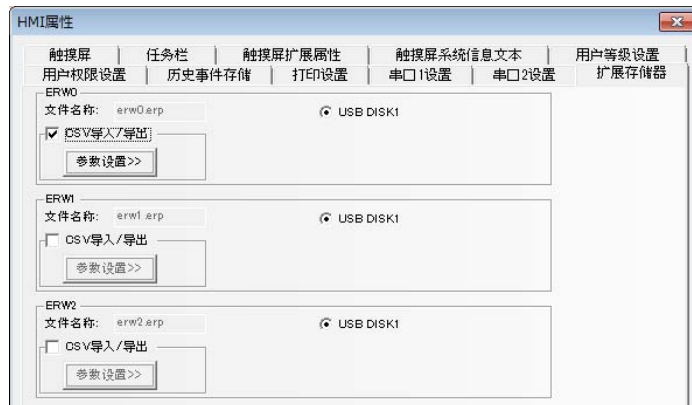 HMI属性
触摸屏 任务栏 触摸屏扩展属性 触摸屏系统信息文本 用户等级设置
用户权限设置 历史事件存储 打印设置 串口1设置 串口2设置 扩展存储器
ERW0
文件名称: erw0.erp USB DISK1
CSV导入/导出
参数设置>>
ERW1
文件名称: erw1.erp USB DISK1
CSV导入/导出
参数设置>>
ERW2
文件名称: erw2.erp USB DISK1
CSV导入/导出
参数设置>>